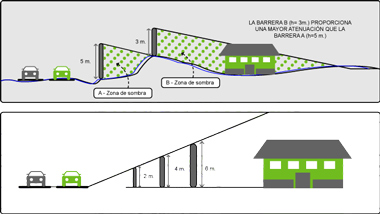 LA BARRERA B (h= 3m.) PROPORCIONA
UNA MAYOR ATENUACIÓN QUE LA
BARRERA A (h=5 m.)
3 m.
5 m.
A
B
B - Zona de sombra
A - Zona de sombra
2 m.
4 m.
6 m.